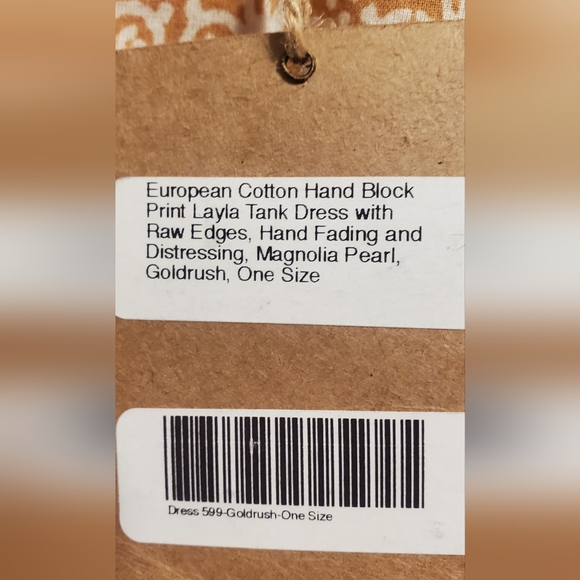 European Cotton Hand Block
Print Layla Tank Dress with
Raw Edges, Hand Fading and
Distressing, Magnolia Pearl,
Goldrush, One Size
Dress 599-Goldrush-One Size